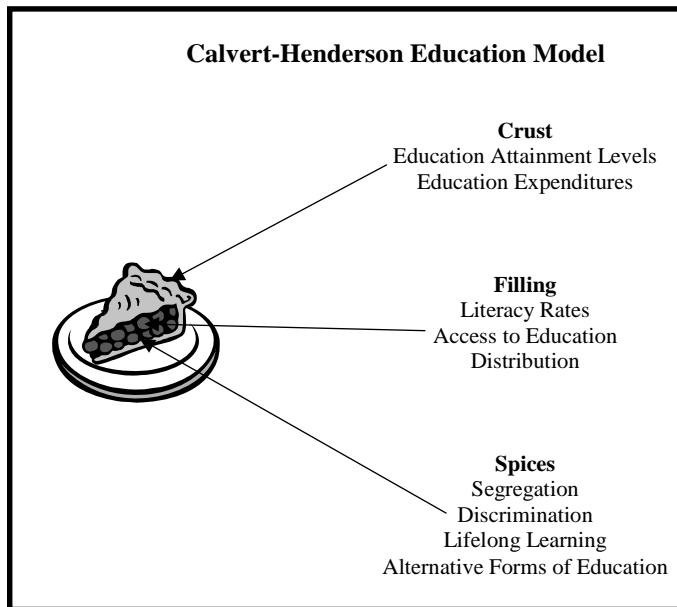 Calvert-Henderson Education Model
Crust
Education Attainment Levels
Education Expenditures
Filling
Literacy Rates
Access to Education
Distribution
Spices
Segregation
Discrimination
Lifelong Learning
Alternative Forms of Education